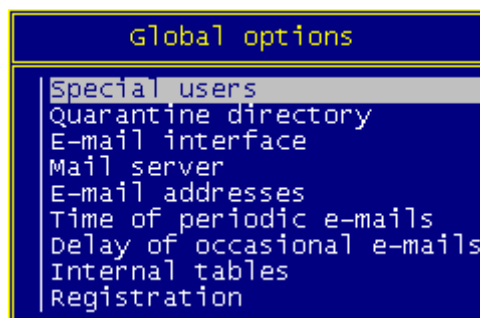 Global options
Special users
Quarantine directory
E-mail interface
Mail server
E-mail addresses
Time of periodic e-mails
Delay of occasional e-mails
Internal tables
Registration